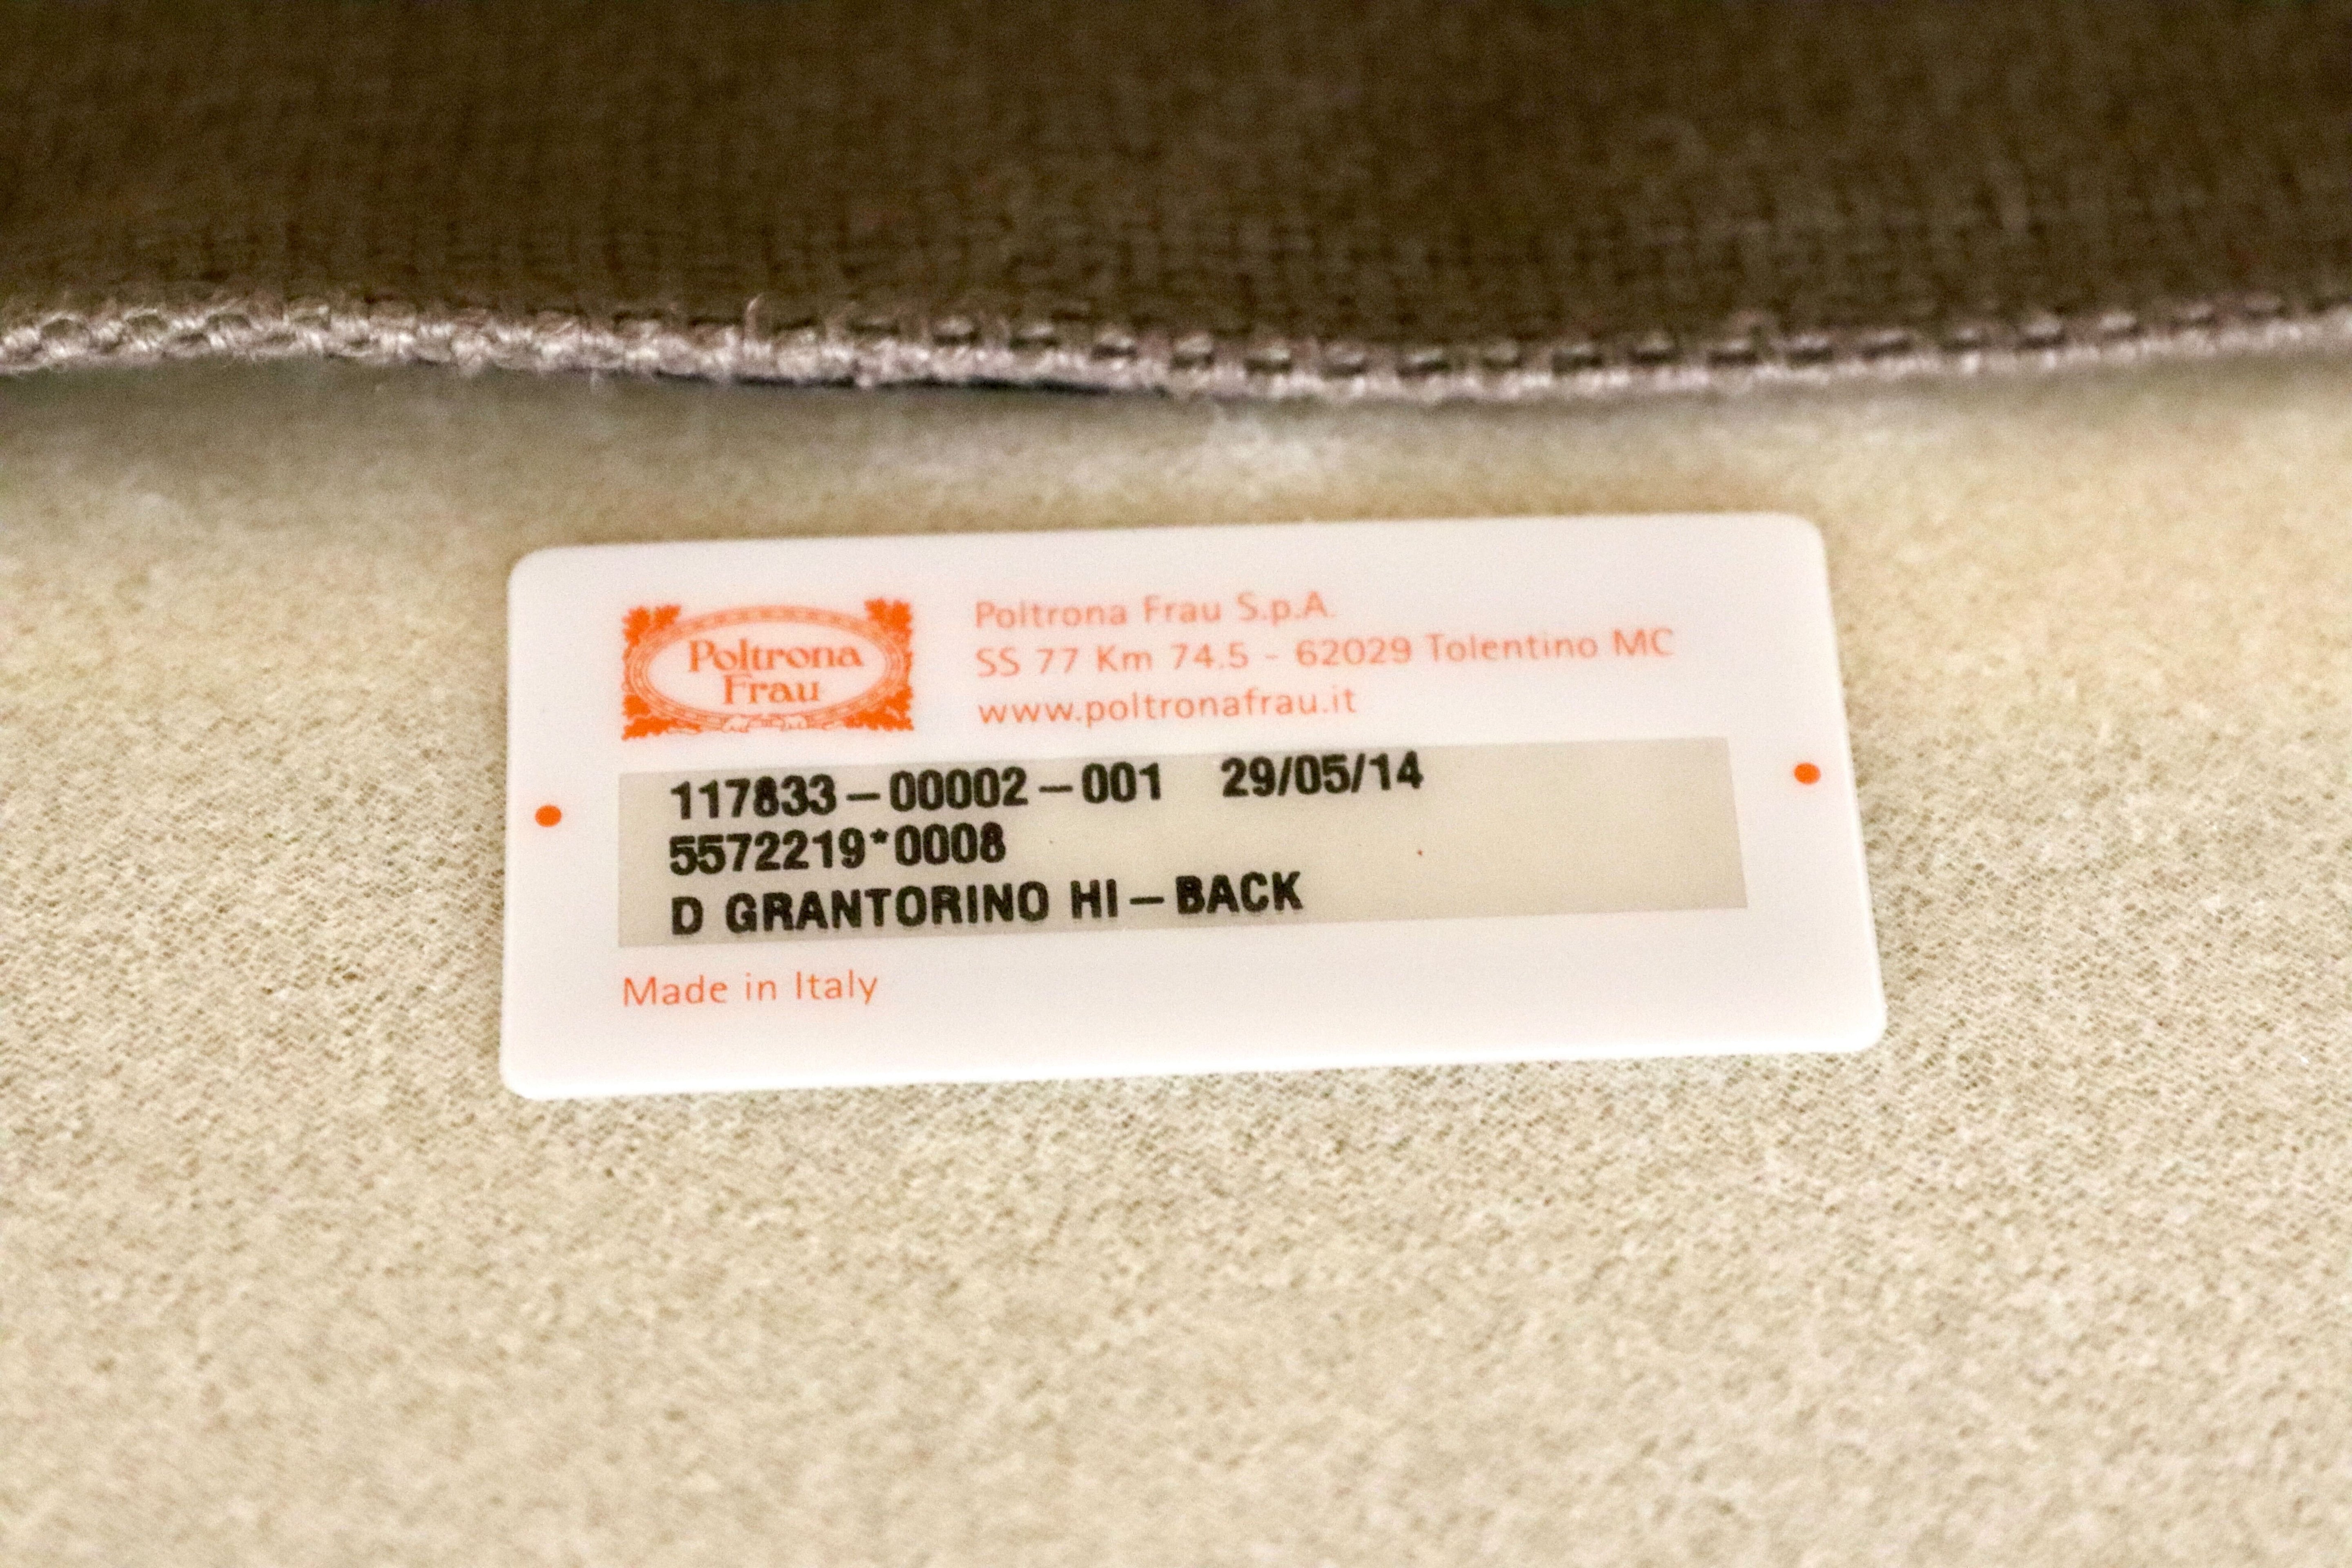 Poltrona
Frau
Poltrona Frau S.p.A.
SS 77 Km 74.5 - 62029 Tolentino MC
www.poltronafrau.it
117833-00002-001 29/05/14
5572219*0008
D GRANTORINO HI-BACK
Made in Italy